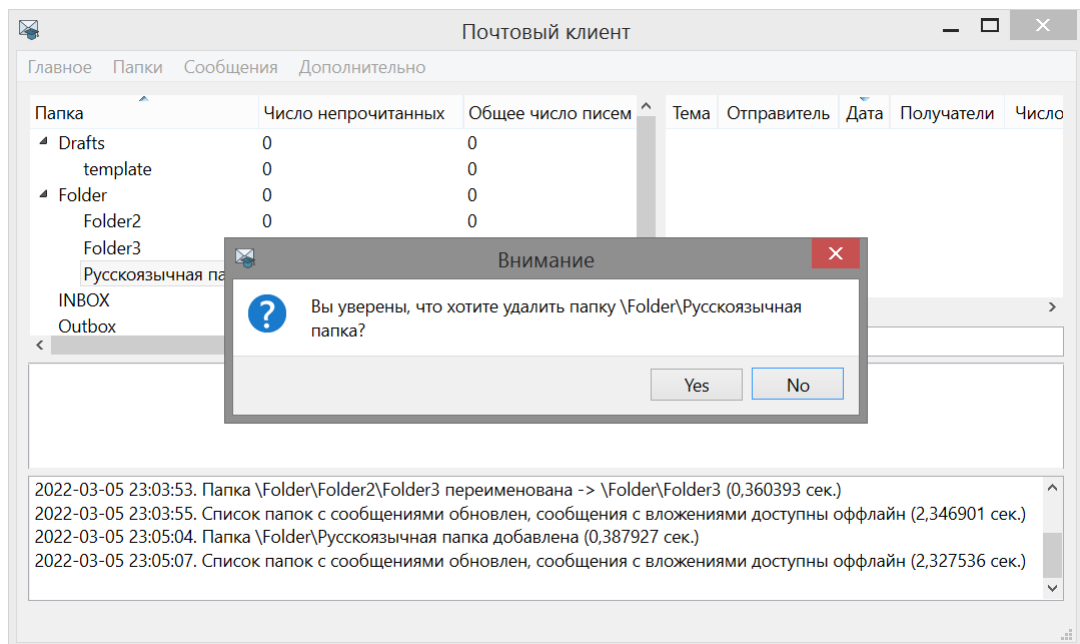 Почтовый клиент
Главное Папки Сообщения Дополнительно
Папка Число непрочитанных Общее число писем Тема Отправитель Дата Получатели Число
Drafts 0 0
template 0 0
Folder 0 0
Folder2 0 0
Folder3
Русскоязычная па
INBOX
Outbox
Внимание
Вы уверены, что хотите удалить папку \Folder\Русскоязычная
папка?
Yes No
2022-03-05 23:03:53. Папка \Folder\Folder2\Folder3 переименована -> \Folder\Folder3 (0,360393 сек.)
2022-03-05 23:03:55. Список папок с сообщениями обновлен, сообщения с вложениями доступны оффлайн (2,346901 сек.)
2022-03-05 23:05:04. Папка \Folder\Русскоязычная папка добавлена (0,387927 сек.)
2022-03-05 23:05:07. Список папок с сообщениями обновлен, сообщения с вложениями доступны оффлайн (2,327536 сек.)